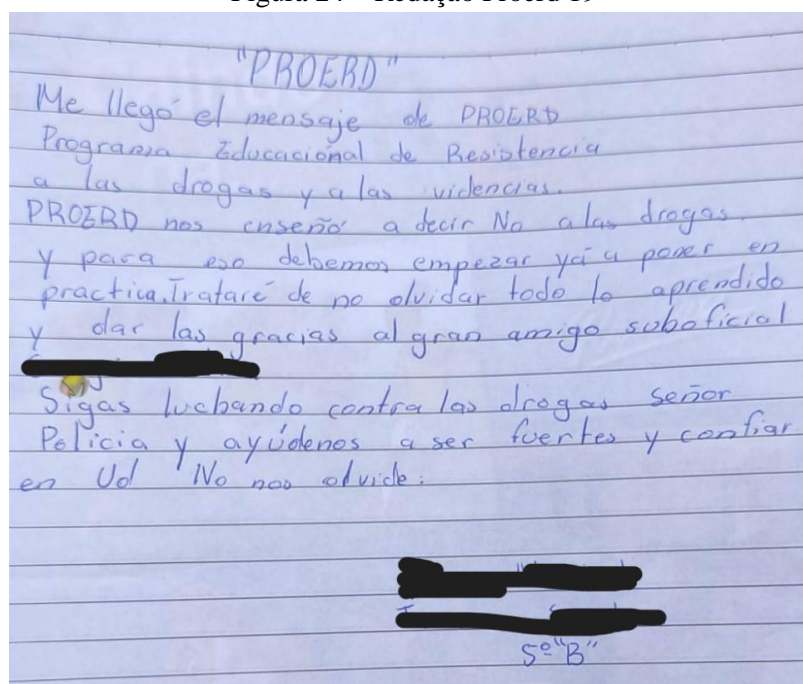 Figura 24 – Redação Proerd 19
"PROERD"
Me llegó el mensaje de PROERD
Programa Educacional de Resistencia
a las drogas y a las videncias.
PROERD nos enseño a decir No a las drogas
y para eso debemos empezar ya a poner en
practica. Trataré de no olvidar todo lo aprendido
y dar las gracias al gran amigo suboficial
Sigas luchando contra las drogas señor
Policia y ayúdenos a ser fuertes y confiar
en Ud No nos olvide.
5º "B"